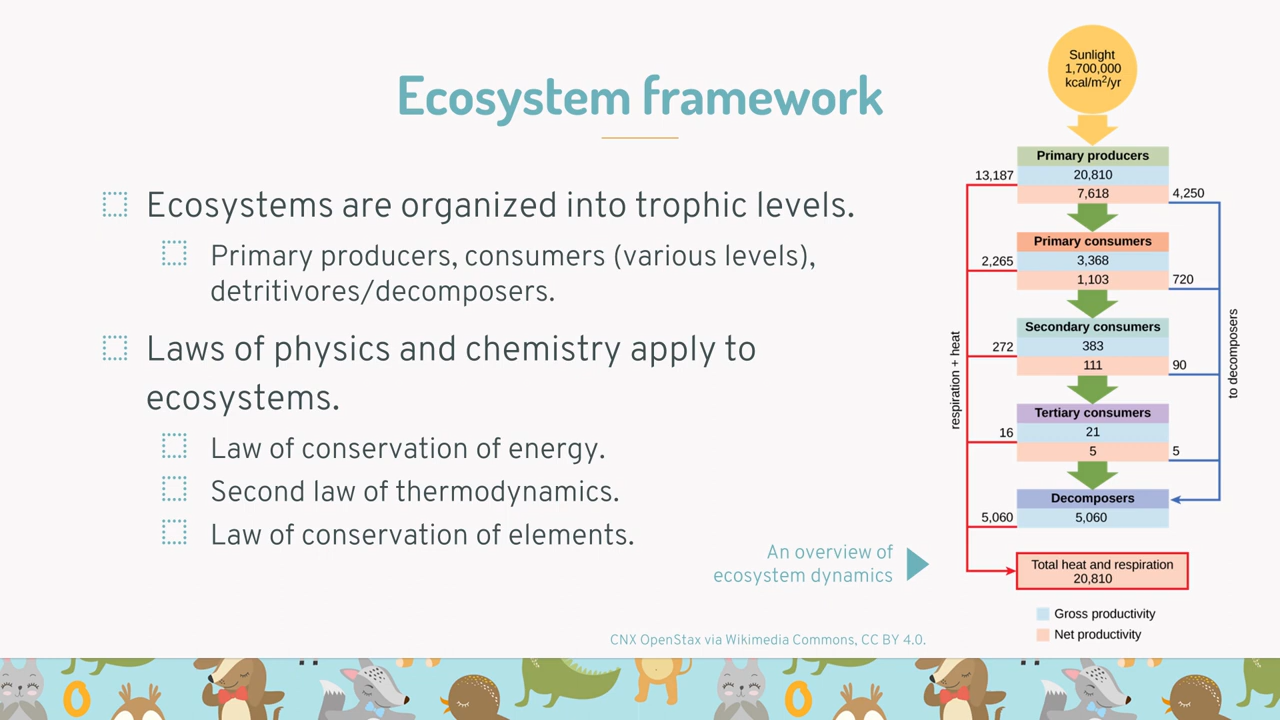 Ecosystem framework
Ecosystems are organized into trophic levels.
Primary producers, consumers (various levels),
detritivores/decomposers.
Laws of physics and chemistry apply to
ecosystems.
Law of conservation of energy.
Second law of thermodynamics.
Law of conservation of elements.
An overview of
ecosystem dynamics
CNX OpenStax via Wikimedia Commons, CC BY 4.0.
Sunlight
1,700,000
kcal/m²/yr
Primary producers
13,187
20,810
7,618
4,250
Primary consumers
2,265
3,368
1,103
720
Secondary consumers
272
383
111
90
Tertiary consumers
16
21
5
5
Decomposers
5,060
5,060
respiration + heat
to decomposers
Total heat and respiration
20,810
Gross productivity
Net productivity